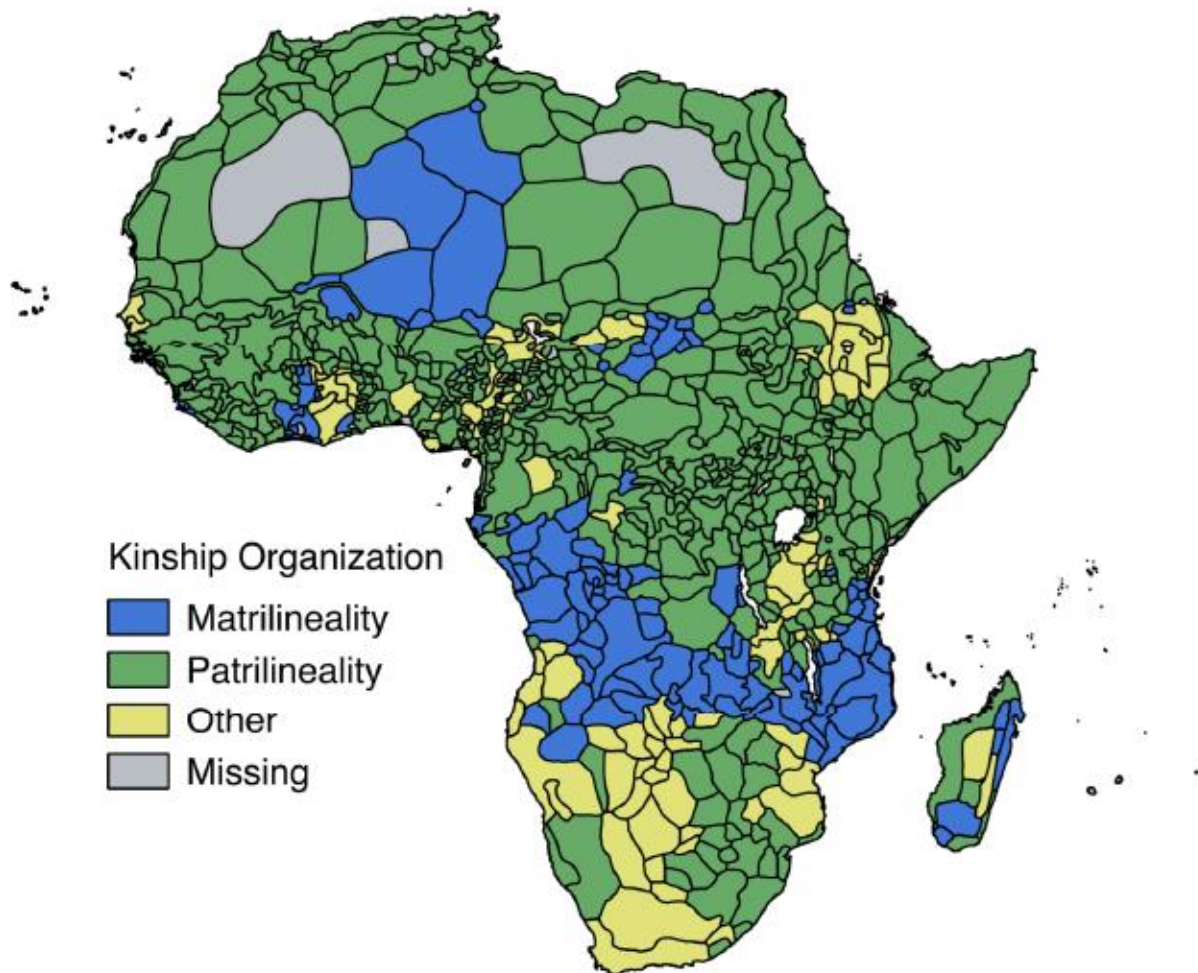 Kinship Organization
Matrilineality
Patrilineality
Other
Missing